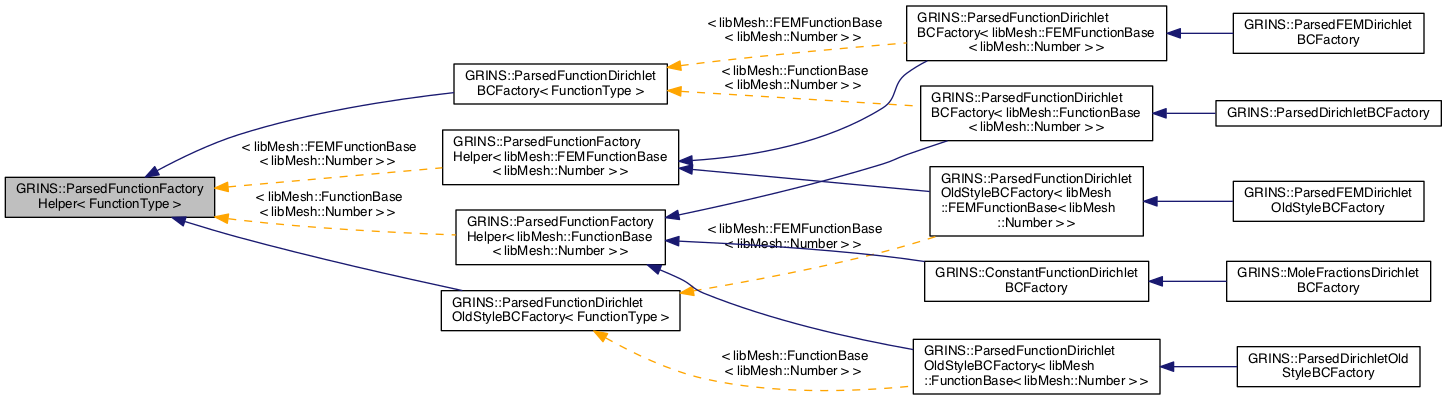 GRINS::ParsedFunctionFactory
Helper< FunctionType >
< libMesh::FEMFunctionBase
< libMesh::Number > >
< libMesh::FunctionBase
< libMesh::Number > >
GRINS::ParsedFunctionDirichlet
BCFactory< FunctionType >
GRINS::ParsedFunctionFactory
Helper< libMesh::FEMFunctionBase
< libMesh::Number > >
GRINS::ParsedFunctionFactory
Helper< libMesh::FunctionBase
< libMesh::Number > >
GRINS::ParsedFunctionDirichlet
OldStyleBCFactory< FunctionType >
< libMesh::FEMFunctionBase
< libMesh::Number > >
< libMesh::FunctionBase
< libMesh::Number > >
< libMesh::FEMFunctionBase
< libMesh::Number > >
< libMesh::FunctionBase
< libMesh::Number > >
GRINS::ParsedFunctionDirichlet
BCFactory< libMesh::FEMFunctionBase
< libMesh::Number > >
GRINS::ParsedFunctionDirichlet
BCFactory< libMesh::FunctionBase
< libMesh::Number > >
GRINS::ParsedFunctionDirichlet
OldStyleBCFactory< libMesh
::FEMFunctionBase< libMesh
::Number > >
GRINS::ConstantFunctionDirichlet
BCFactory
GRINS::ParsedFunctionDirichlet
OldStyleBCFactory< libMesh
::FunctionBase< libMesh::Number > >
GRINS::ParsedFEMDirichlet
BCFactory
GRINS::ParsedDirichletBCFactory
GRINS::ParsedFEMDirichlet
OldStyleBCFactory
GRINS::MoleFractionsDirichlet
BCFactory
GRINS::ParsedDirichletOld
StyleBCFactory